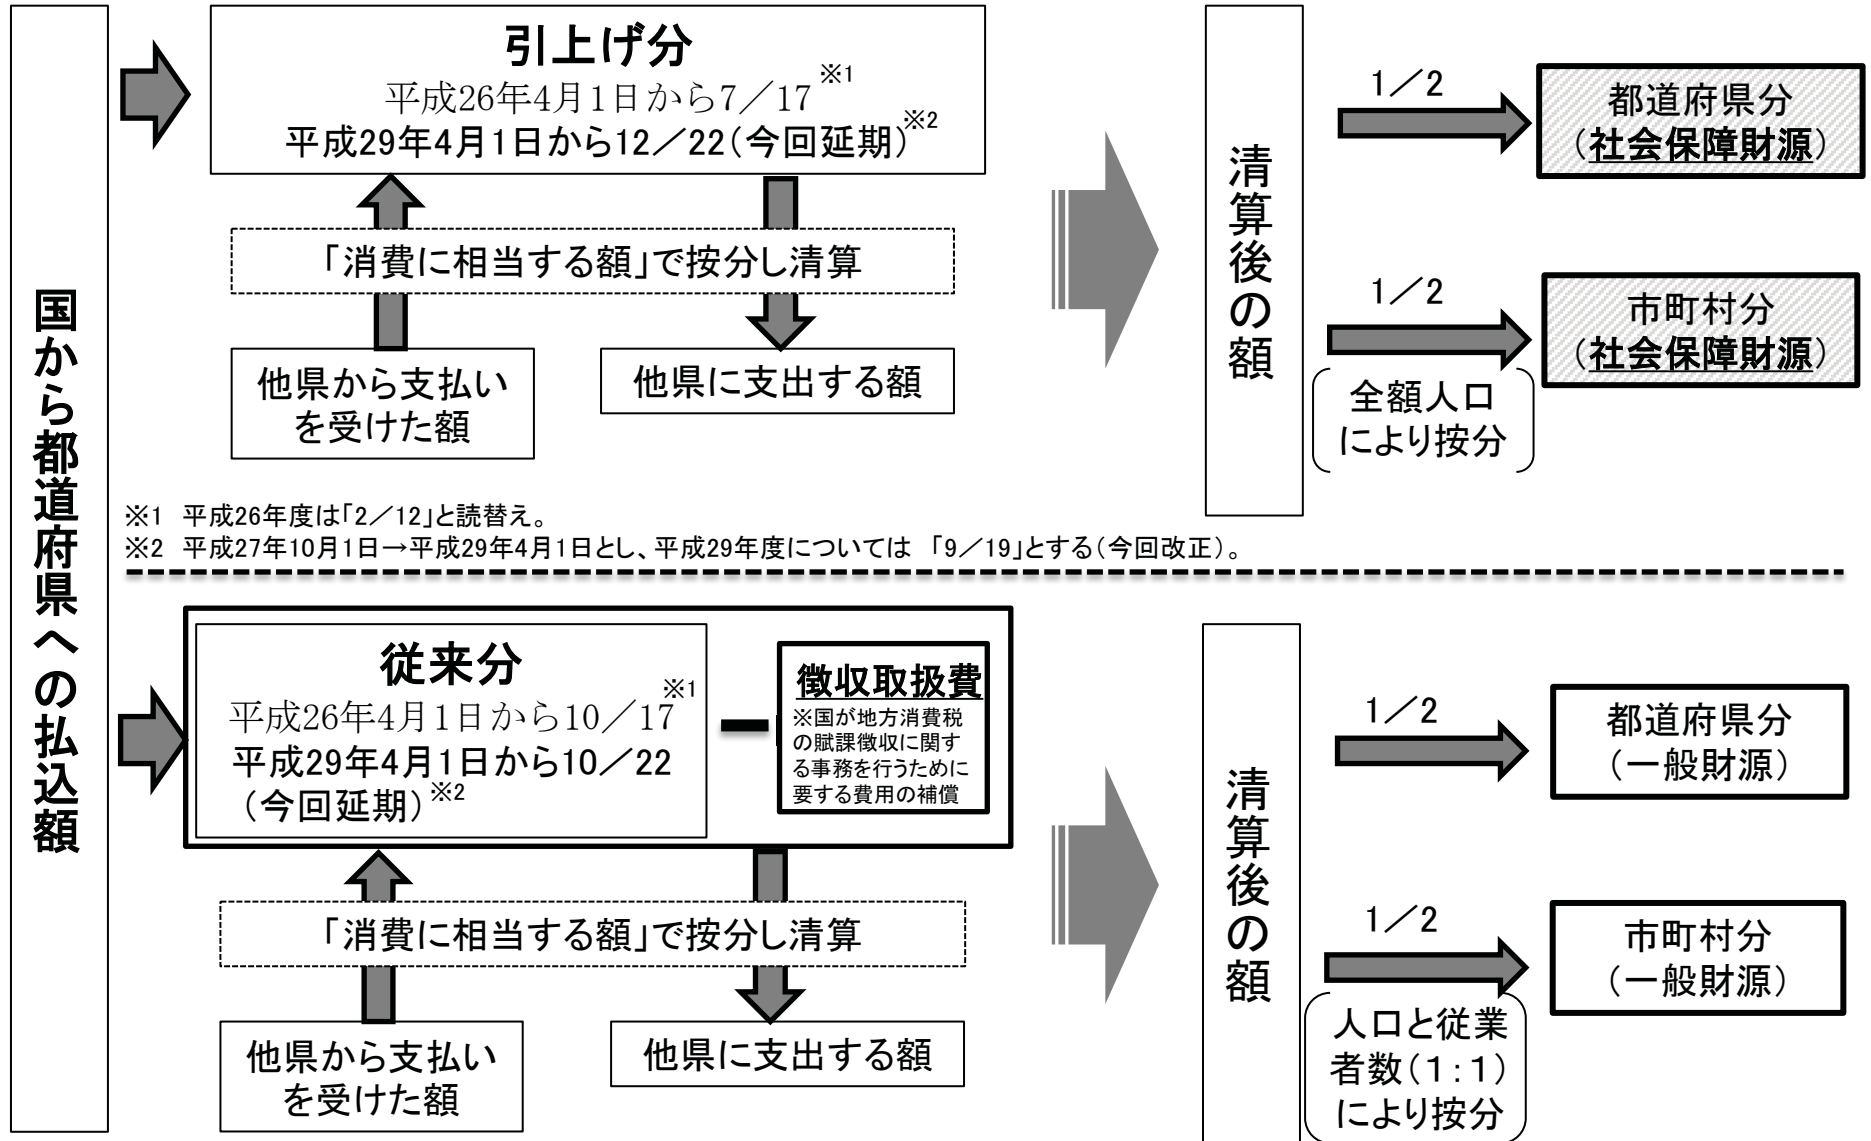 国から都道府県への払込額
引上げ分
平成26年4月1日から7／17※1
平成29年4月1日から12／22(今回延期)※2
「消費に相当する額」で按分し清算
他県から支払い
を受けた額
他県に支出する額
清算後の額
1／2
都道府県分
（社会保障財源）
1／2
市町村分
（社会保障財源）
全額人口
により按分
※1 平成26年度は「2／12」と読替え。
※2 平成27年10月1日→平成29年4月1日とし、平成29年度については 「9／19」とする（今回改正）。
従来分
平成26年4月1日から10／17※1
平成29年4月1日から10／22
（今回延期）※2
徴収取扱費
※国が地方消費税
の賦課徴収に関す
る事務を行うために
要する費用の補償
「消費に相当する額」で按分し清算
他県から支払い
を受けた額
他県に支出する額
清算後の額
1／2
都道府県分
（一般財源）
1／2
市町村分
（一般財源）
人口と従業
者数（１：１）
により按分